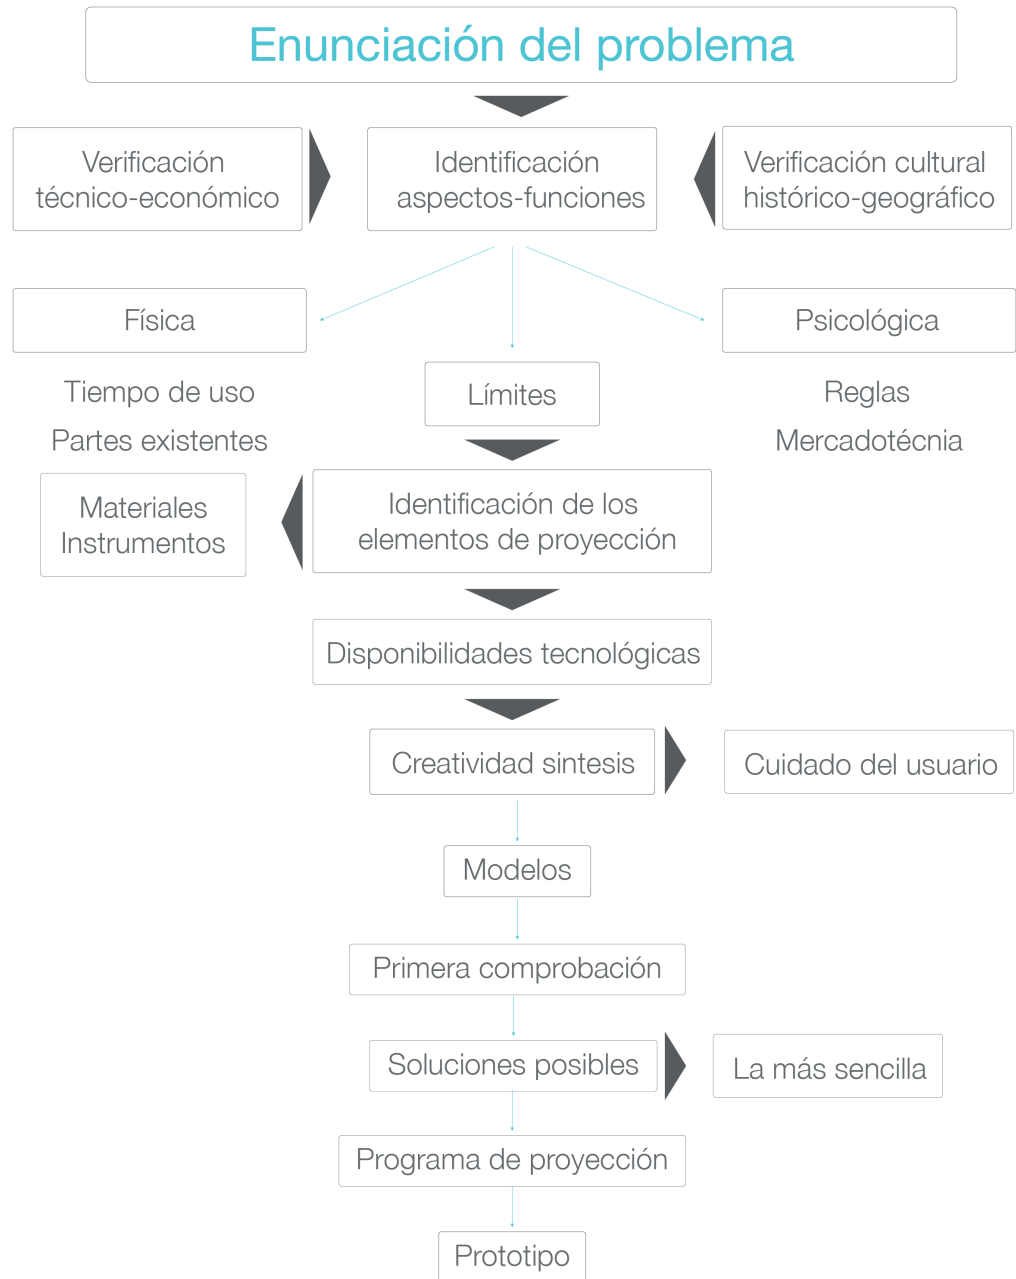 Enunciación del problema
Verificación
técnico-económico
Identificación
aspectos-funciones
Verificación cultural
histórico-geográfico
Física
Psicológica
Tiempo de uso
Límites
Reglas
Partes existentes
Mercadotécnia
Materiales
Instrumentos
Identificación de los
elementos de proyección
Disponibilidades tecnológicas
Creatividad sintesis
Cuidado del usuario
Modelos
Primera comprobación
Soluciones posibles
La más sencilla
Programa de proyección
Prototipo